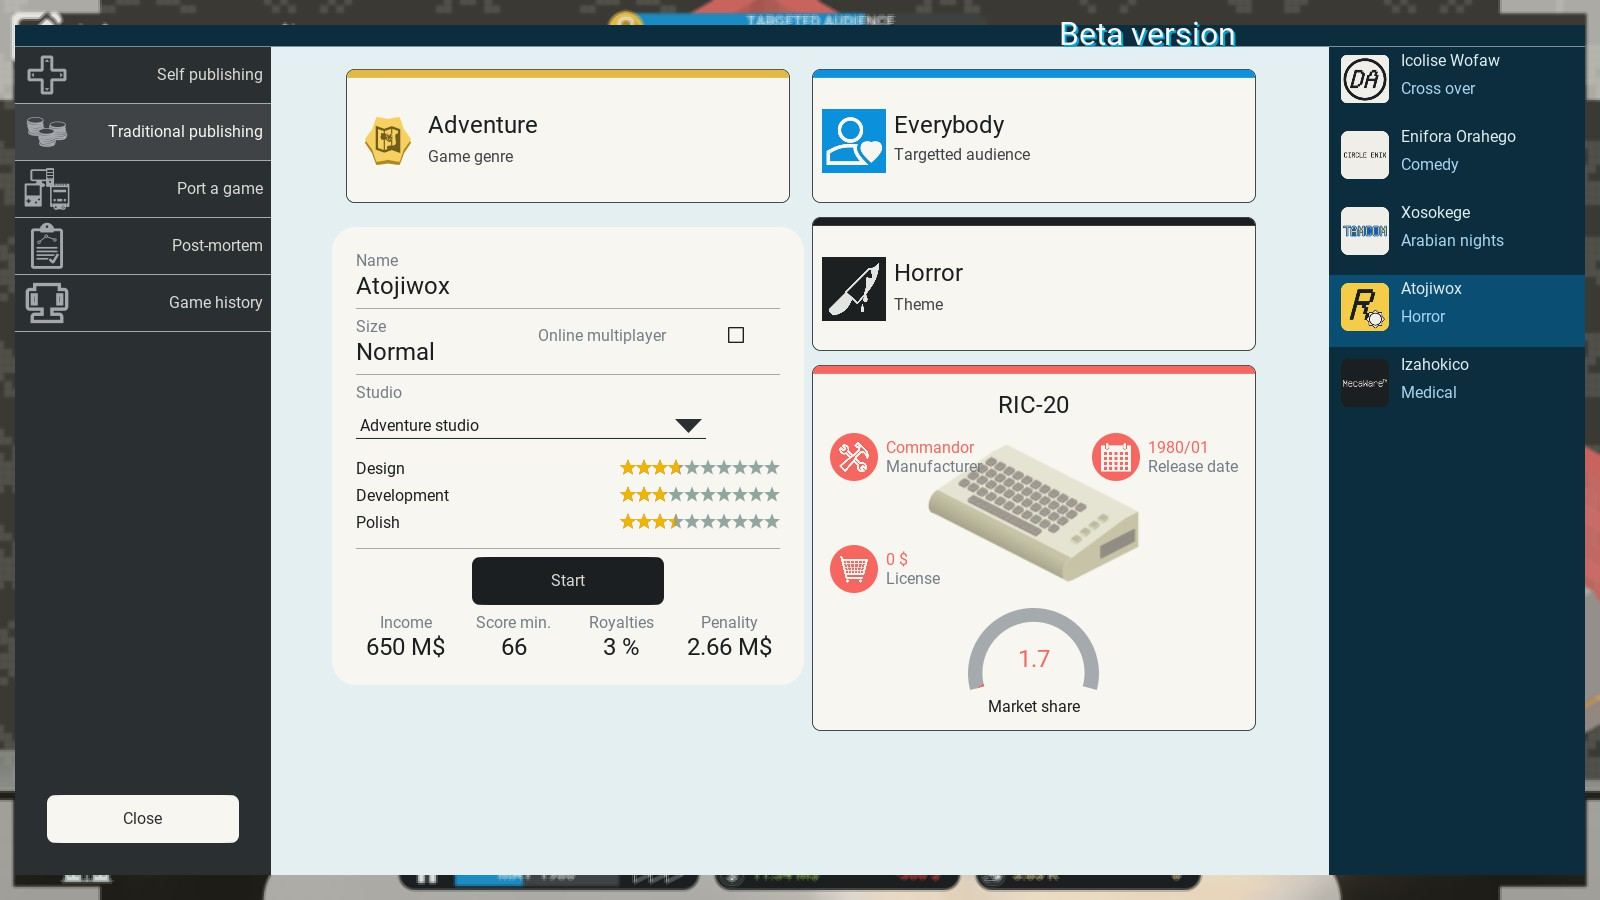 TARGETED AUDIENCE
Beta version
Self publishing
Traditional publishing
Port a game
Post-mortem
Game history
Close
Adventure
Game genre
Everybody
Targetted audience
Name
Atojiwox
Size
Normal
Online multiplayer
Studio
Adventure studio
Design
Development
Polish
Start
Income
650 M$
Score min.
66
Royalties
3 %
Penality
2.66 M$
Horror
Theme
RIC-20
Commandor
Manufacturer
1980/01
Release date
0 $
License
1.7
Market share
DA
Icolise Wofaw
Cross over
CIRCLE ENIX
Enifora Orahego
Comedy
TAMDOM
Xosokege
Arabian nights
R
Atojiwox
Horror
MecaWare
Izahokico
Medical